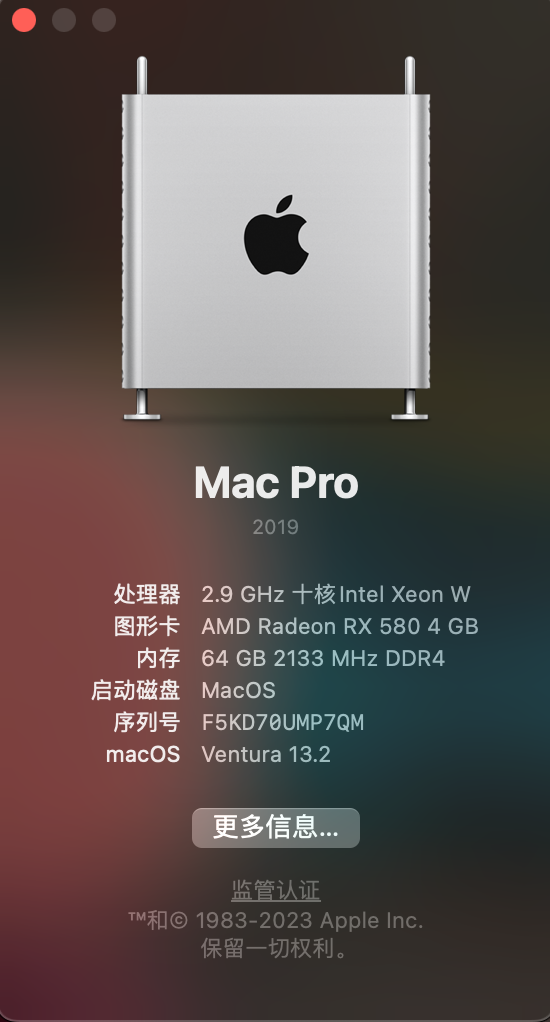 Mac Pro
2019
处理器 2.9 GHz 十核Intel Xeon W
图形卡 AMD Radeon RX 580 4 GB
内存 64 GB 2133 MHz DDR4
启动磁盘 MacOS
序列号 F5KD70UMP7QM
macOS Ventura 13.2
更多信息...
监管认证
™和© 1983-2023 Apple Inc.
保留一切权利。